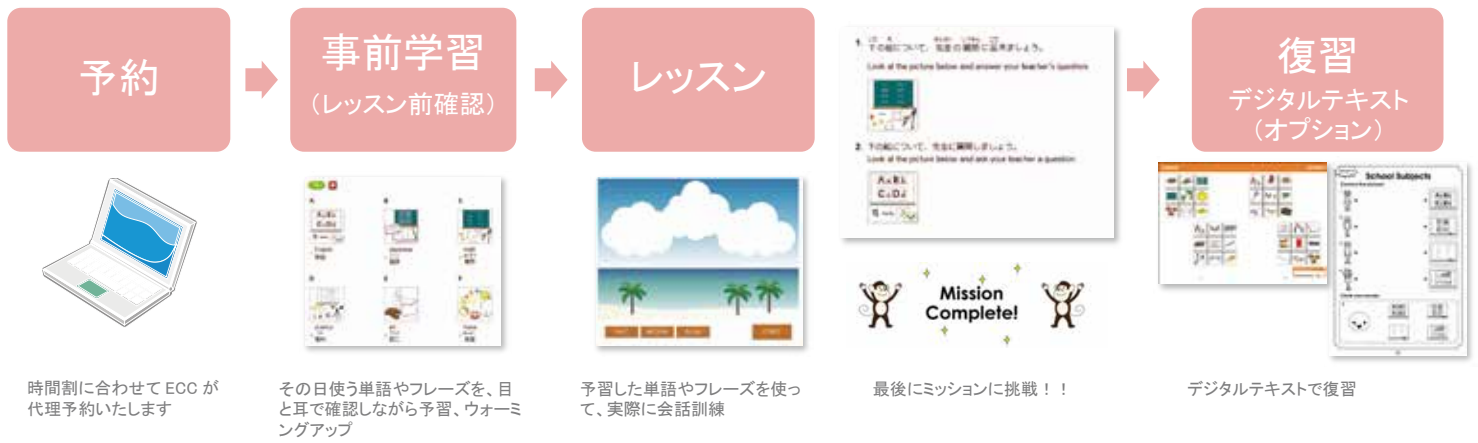 予約
事前学習
(レッスン前確認)
レッスン
1. 下の絵について、先生の質問に答えましょう。
Look at the picture below and answer your teacher's question
2. 下の絵について、先生に質問しましょう。
Look at the picture below and ask your teacher a question
復習
デジタルテキスト
(オプション)
School Subjects
Mission
Complete!
時間割に合わせて ECC が
代理予約いたします
その日使う単語やフレーズを、目
と耳で確認しながら予習、ウォーミ
ングアップ
予習した単語やフレーズを使っ
て、実際に会話訓練
最後にミッションに挑戦!!
デジタルテキストで復習